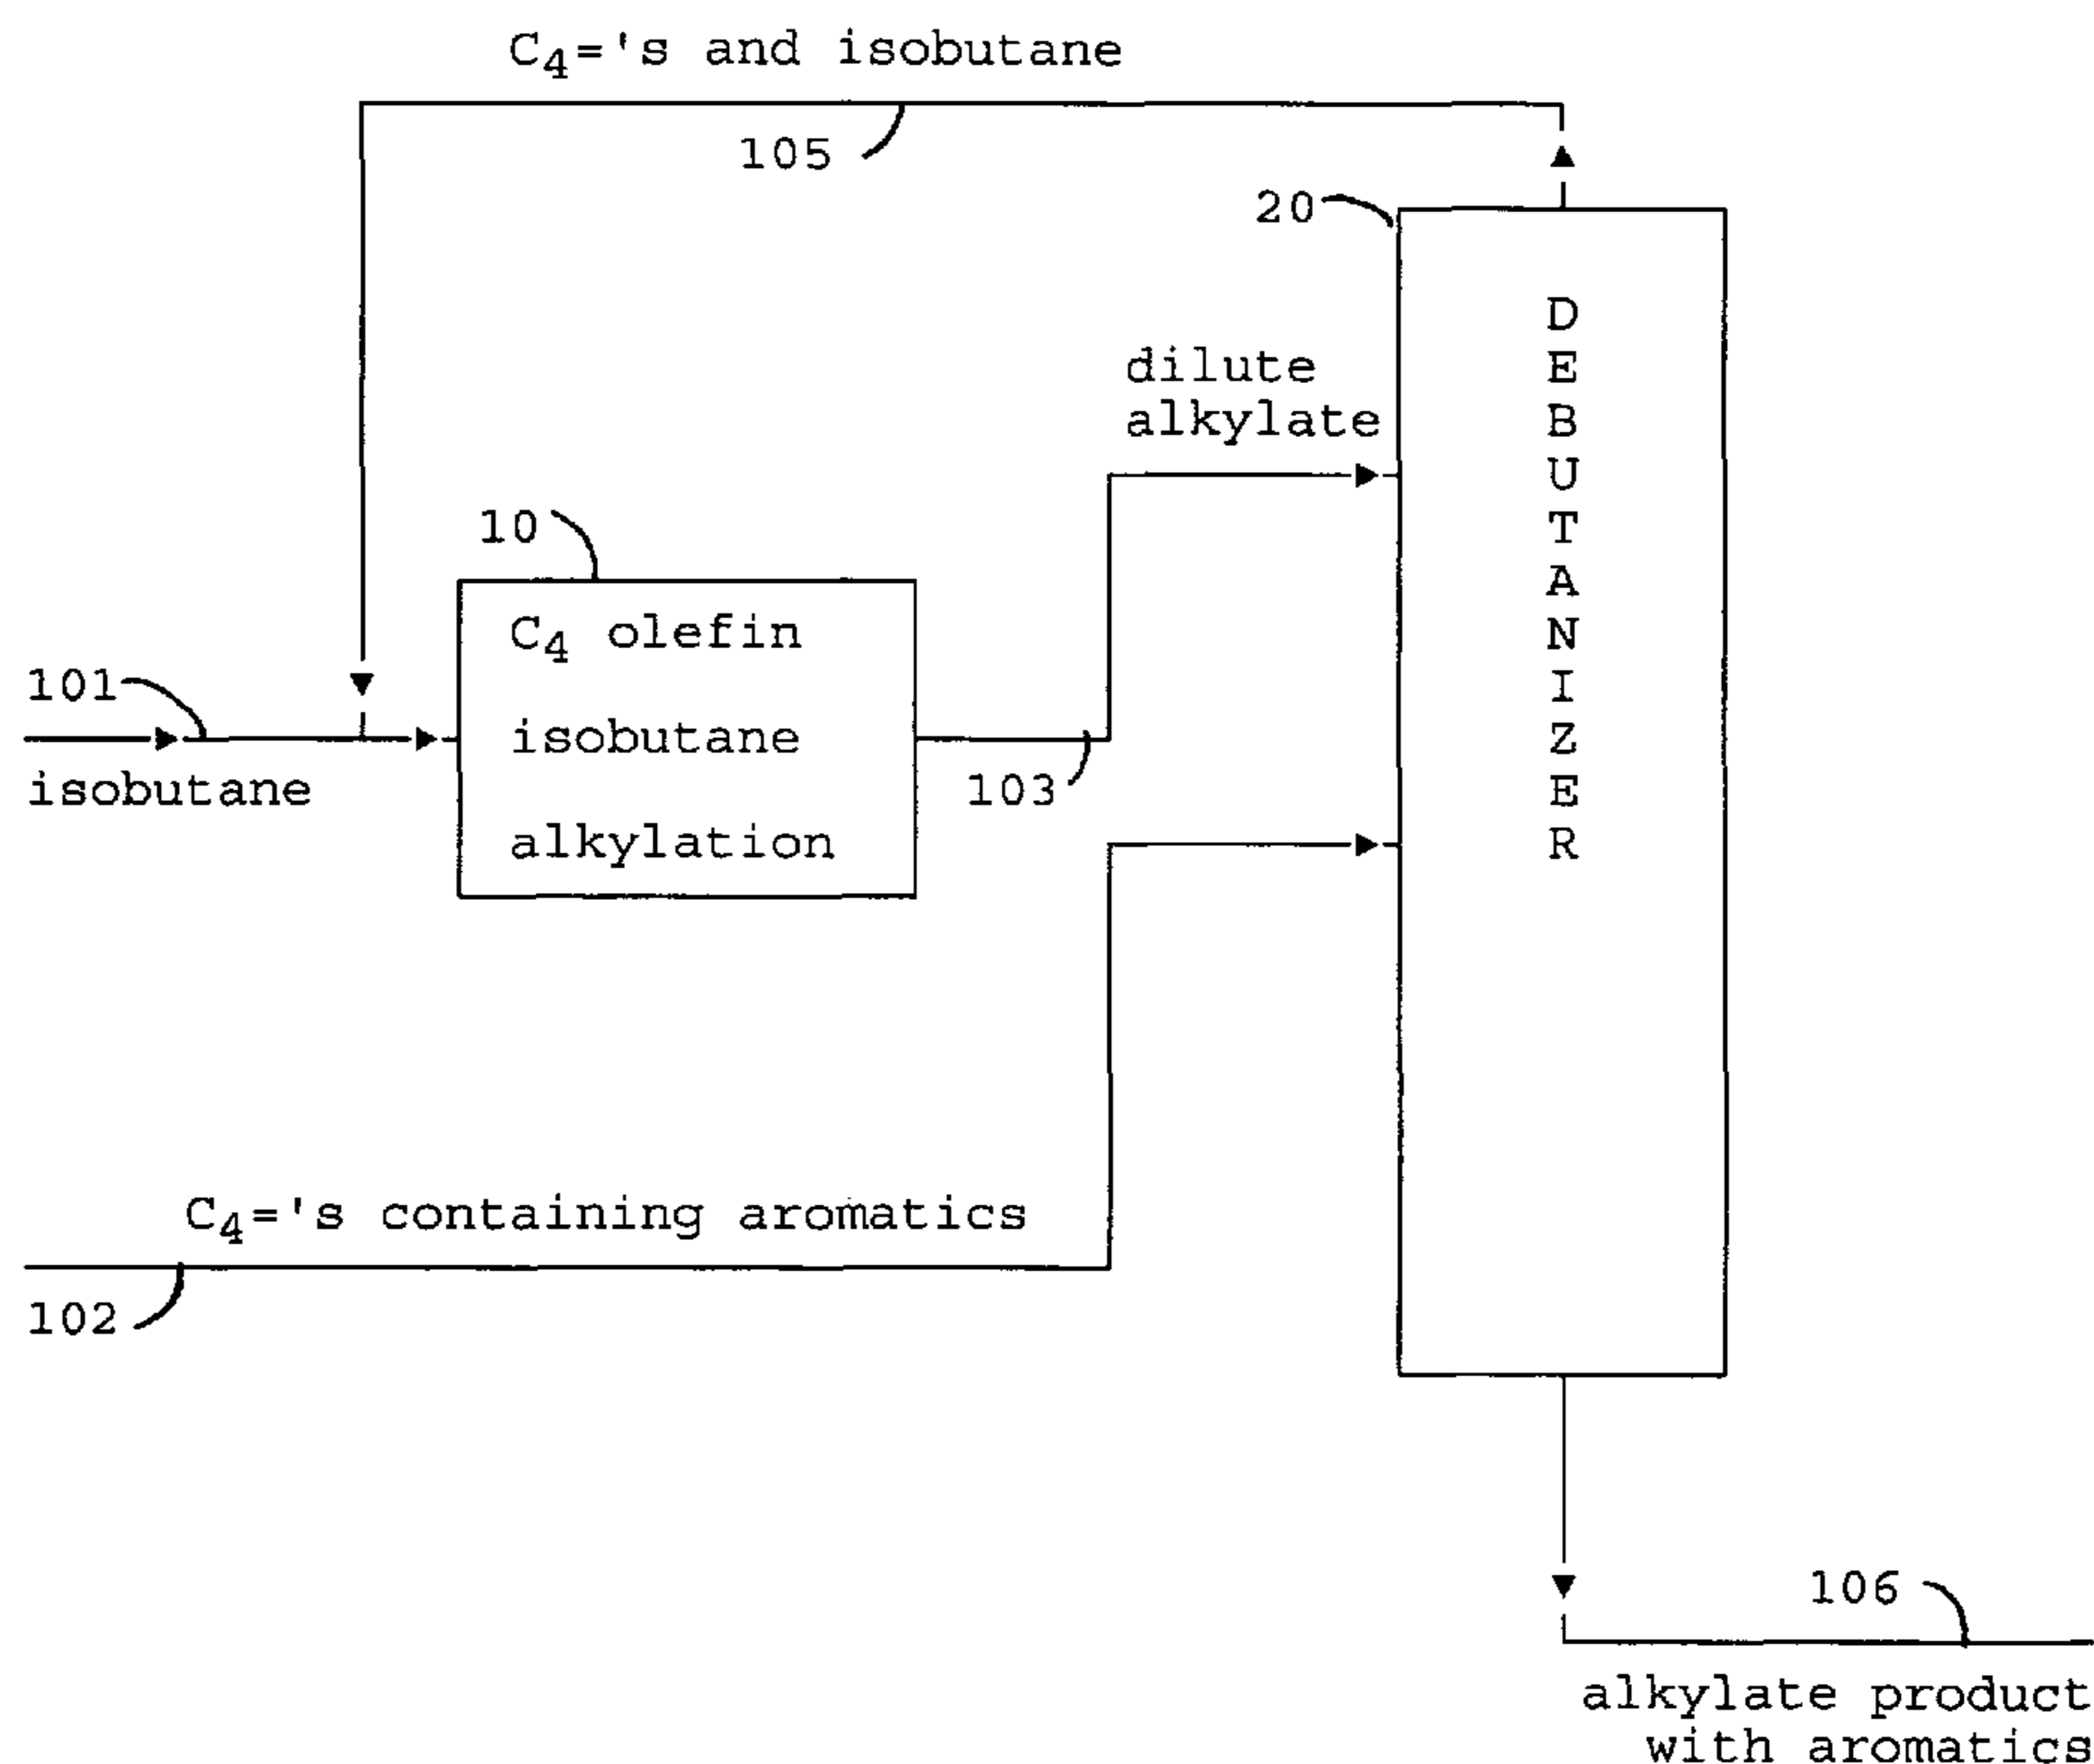 C4='s and isobutane
105
20
DEBUTANIZER
dilute
alkylate
10
C4 olefin
isobutane
alkylation
101
isobutane
103
C4='s containing aromatics
102
106
alkylate product
with aromatics